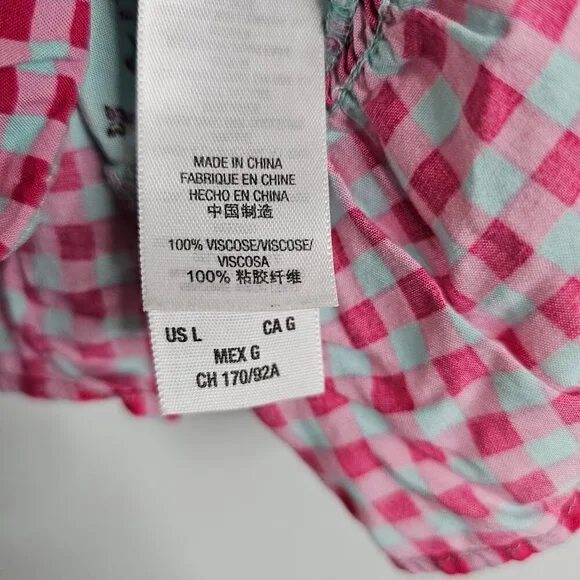 MADE IN CHINA
FABRIQUE EN CHINE
HECHO EN CHINA
中国制造
100% VISCOSE/VISCOSE/
VISCOSA
100% 粘胶纤维
US L CA G
MEX G
CH 170/92A